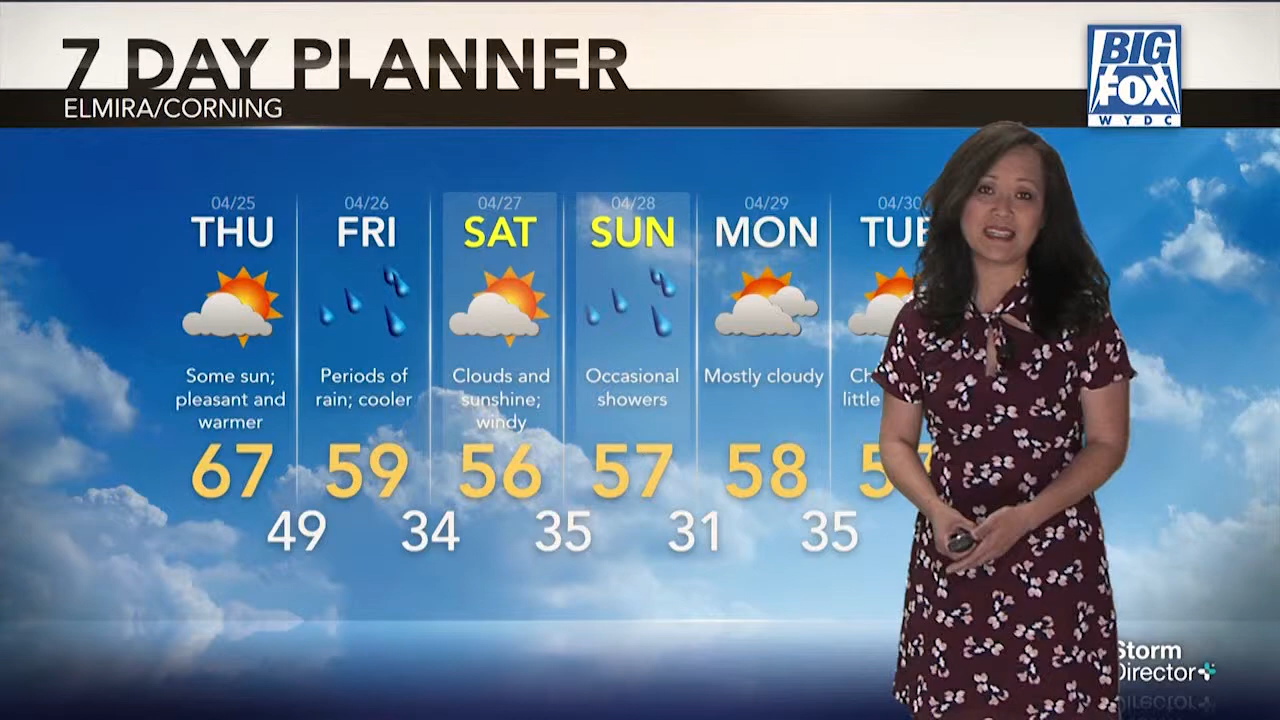 7 DAY PLANNER
ELMIRA/CORNING
BIG
FOX
WYDC
04/25 04/26 04/27 04/28 04/29 04/30
THU FRI SAT SUN MON TUE
Some sun;
pleasant and
warmer
Periods of
rain; cooler
Clouds and
sunshine;
windy
Occasional
showers
Mostly cloudy
little
67 59 56 57 58
49 34 35 31 35
Storm
Director